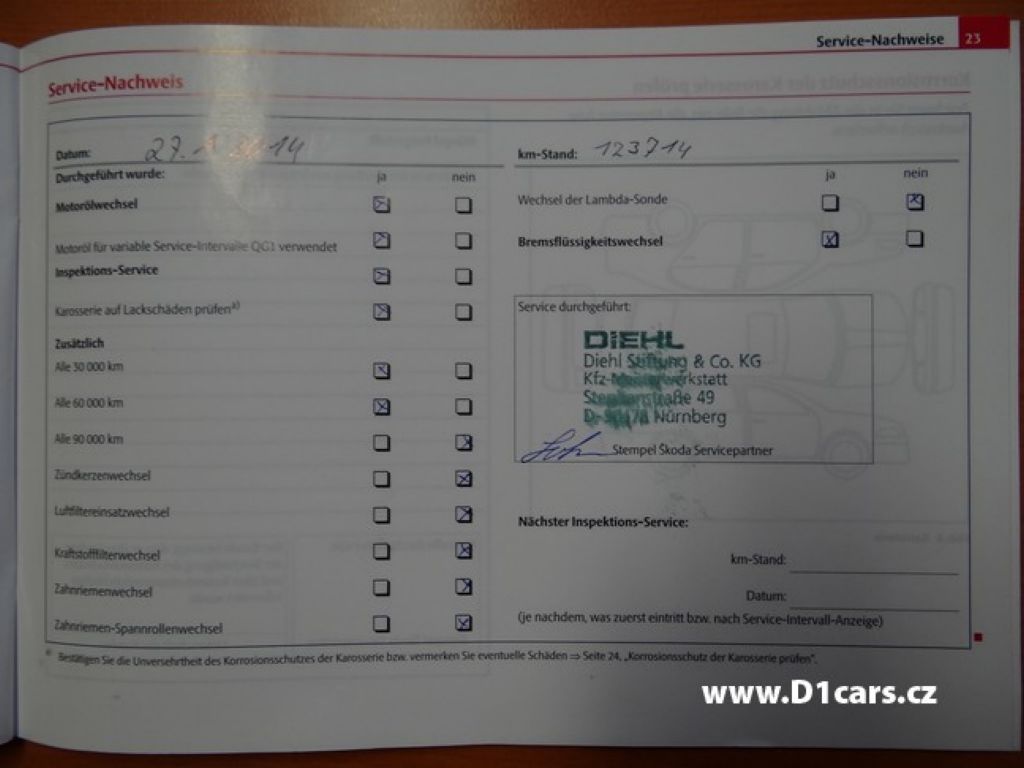 Service-Nachweise 23
Service-Nachweis
Datum: 27. 14
Durchgeführt wurde: ja nein
Motorölwechsel
Motoröl für variable Service-Intervalle QG1 verwendet
Inspektions-Service
Karosserie auf Lackschäden prüfen a)
Zusätzlich
Alle 30 000 km
Alle 60 000 km
Alle 90 000 km
Zündkerzenwechsel
Luftfiltereinsatzwechsel
Kraftstofffilterwechsel
Zahnriemenwechsel
Zahnriemen-Spannrollenwechsel
km-Stand: 123714
ja nein
Wechsel der Lambda-Sonde
Bremsflüssigkeitswechsel
Service durchgeführt:
DiEHL
Diehl Stiftung & Co. KG
Kfz-Meisterwerkstatt
49
Nürnberg
Stempel Škoda Servicepartner
Nächster Inspektions-Service:
km-Stand:
Datum:
(je nachdem, was zuerst eintritt bzw. nach Service-Intervall-Anzeige)
a) Bestätigen Sie die Unversehrtheit des Korrosionsschutzes der Karosserie bzw. vermerken Sie eventuelle Schäden ⇒ Seite 24, „Korrosionsschutz der Karosserie prüfen“.
www.D1cars.cz